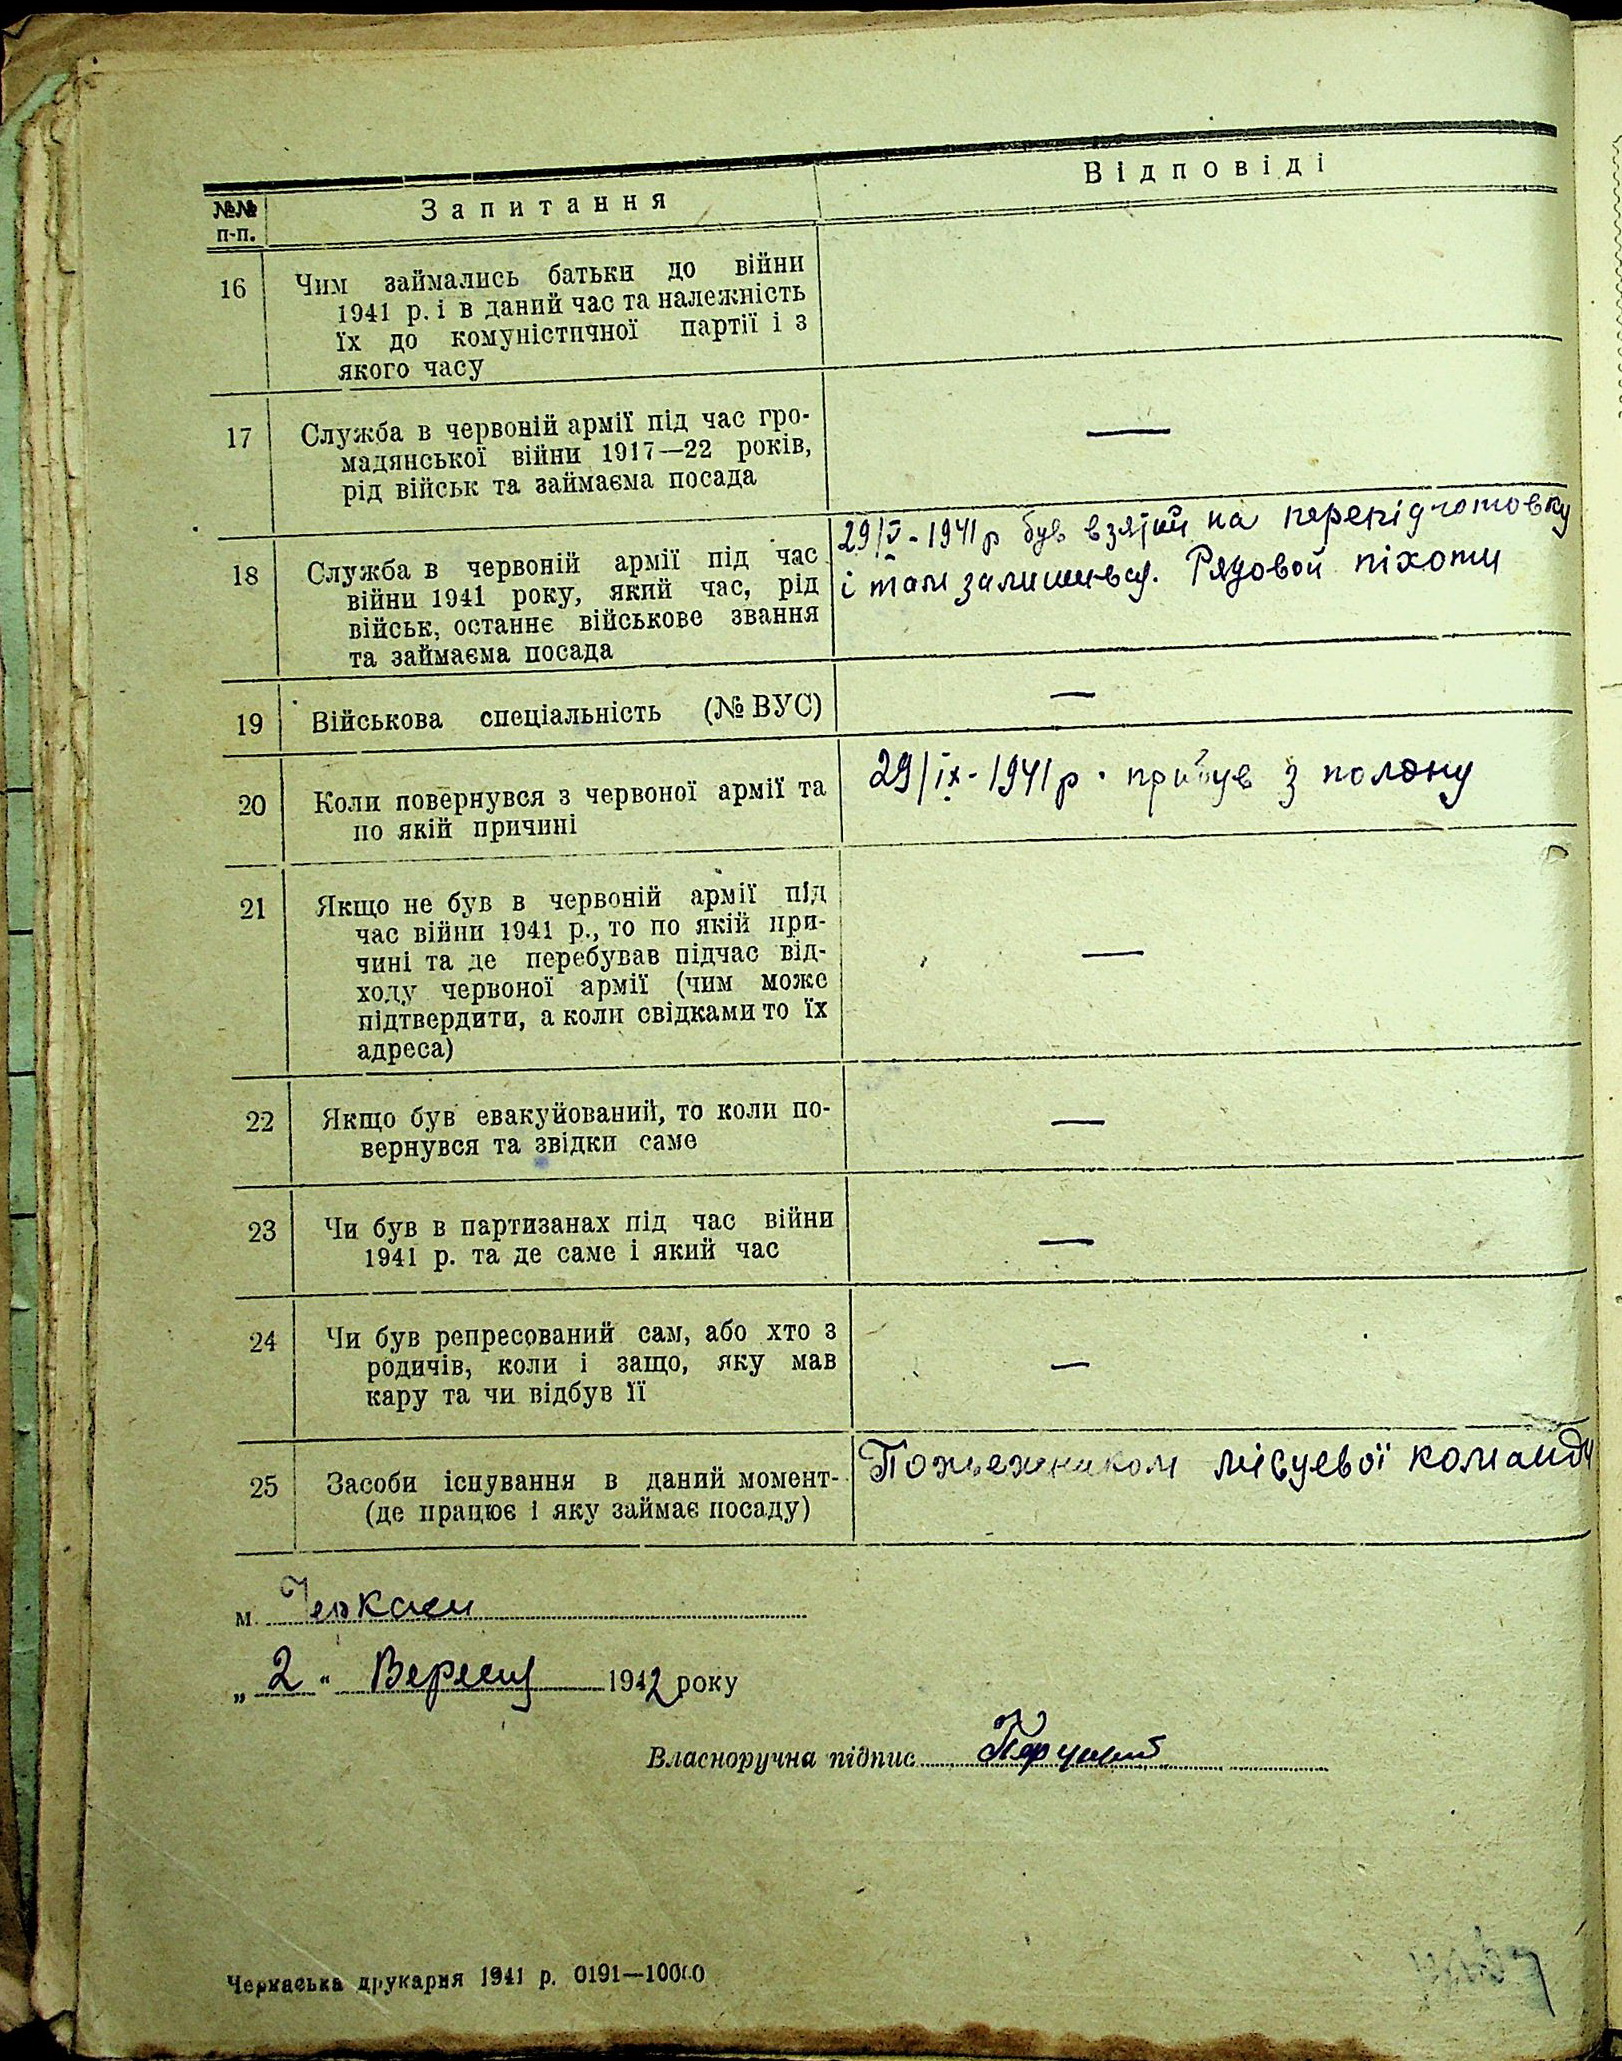 №№ п-п.
Запитання
Відповіді
16
Чим займались батьки до війни
1941 р. і в даний час та належність
їх до комуністичної партії і з
якого часу
17
Служба в червоній армії під час гро-
мадянської війни 1917—22 років,
рід військ та займаєма посада
—
18
Служба в червоній армії під час
війни 1941 року, який час, рід
військ, останнє військове звання
та займаєма посада
29/V-1941 р був взятий на перепідготовку
і там залишився. Рядовой піхоти
19
Військова спеціальність (№ ВУС)
—
20
Коли повернувся з червоної армії та
по якій причині
29/IX-1941 р. прибув з полону
21
Якщо не був в червоній армії під
час війни 1941 р., то по якій при-
чині та де перебував підчас від-
ходу червоної армії (чим може
підтвердити, а коли свідками то їх
адреса)
—
22
Якщо був евакуйований, то коли по-
вернувся та звідки саме
—
23
Чи був в партизанах під час війни
1941 р. та де саме і який час
—
24
Чи був репресований сам, або хто з
родичів, коли і защо, яку мав
кару та чи відбув її
—
25
Засоби існування в даний момент-
(де працює і яку займає посаду)
Пожежником місцевої команди
м. Черкаси
„2" Вересня 1942 року
Власноручна підпис
Черкаська друкарня 1941 р. 0191—10000